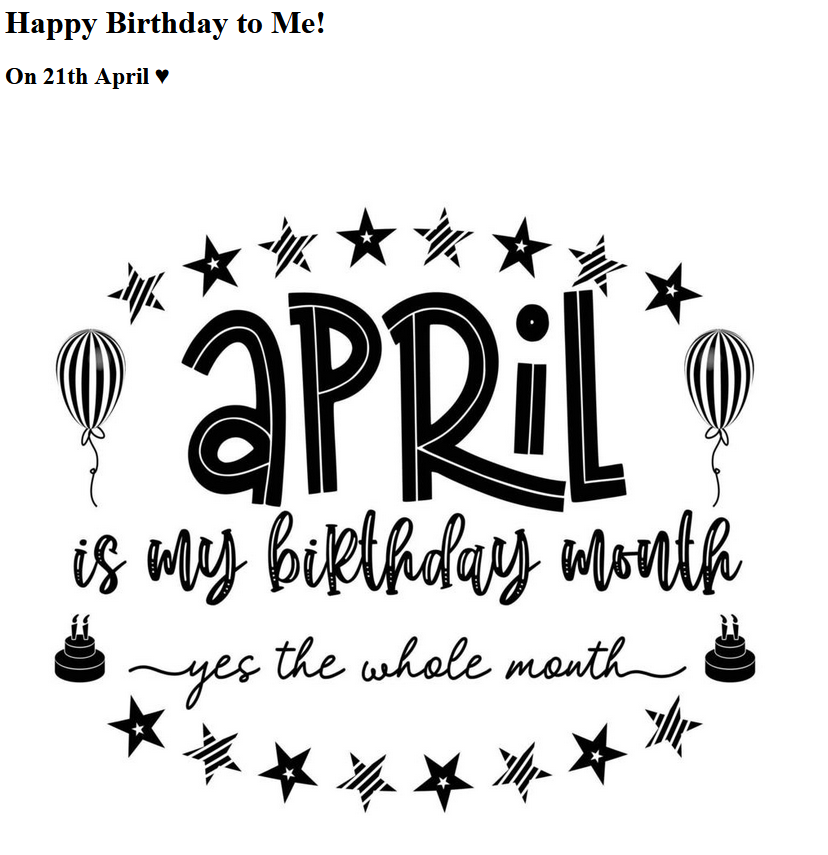 Happy Birthday to Me!
On 21th April ♥
APRiL
is my biRthday month
yes the whole month